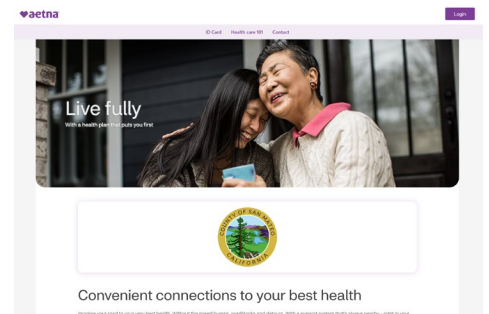 aetna
Login
ID Card Health care 101 Contact
Live fully
With a health plan that puts you first
COUNTY OF SAN MATEO
CALIFORNIA
Convenient connections to your best health